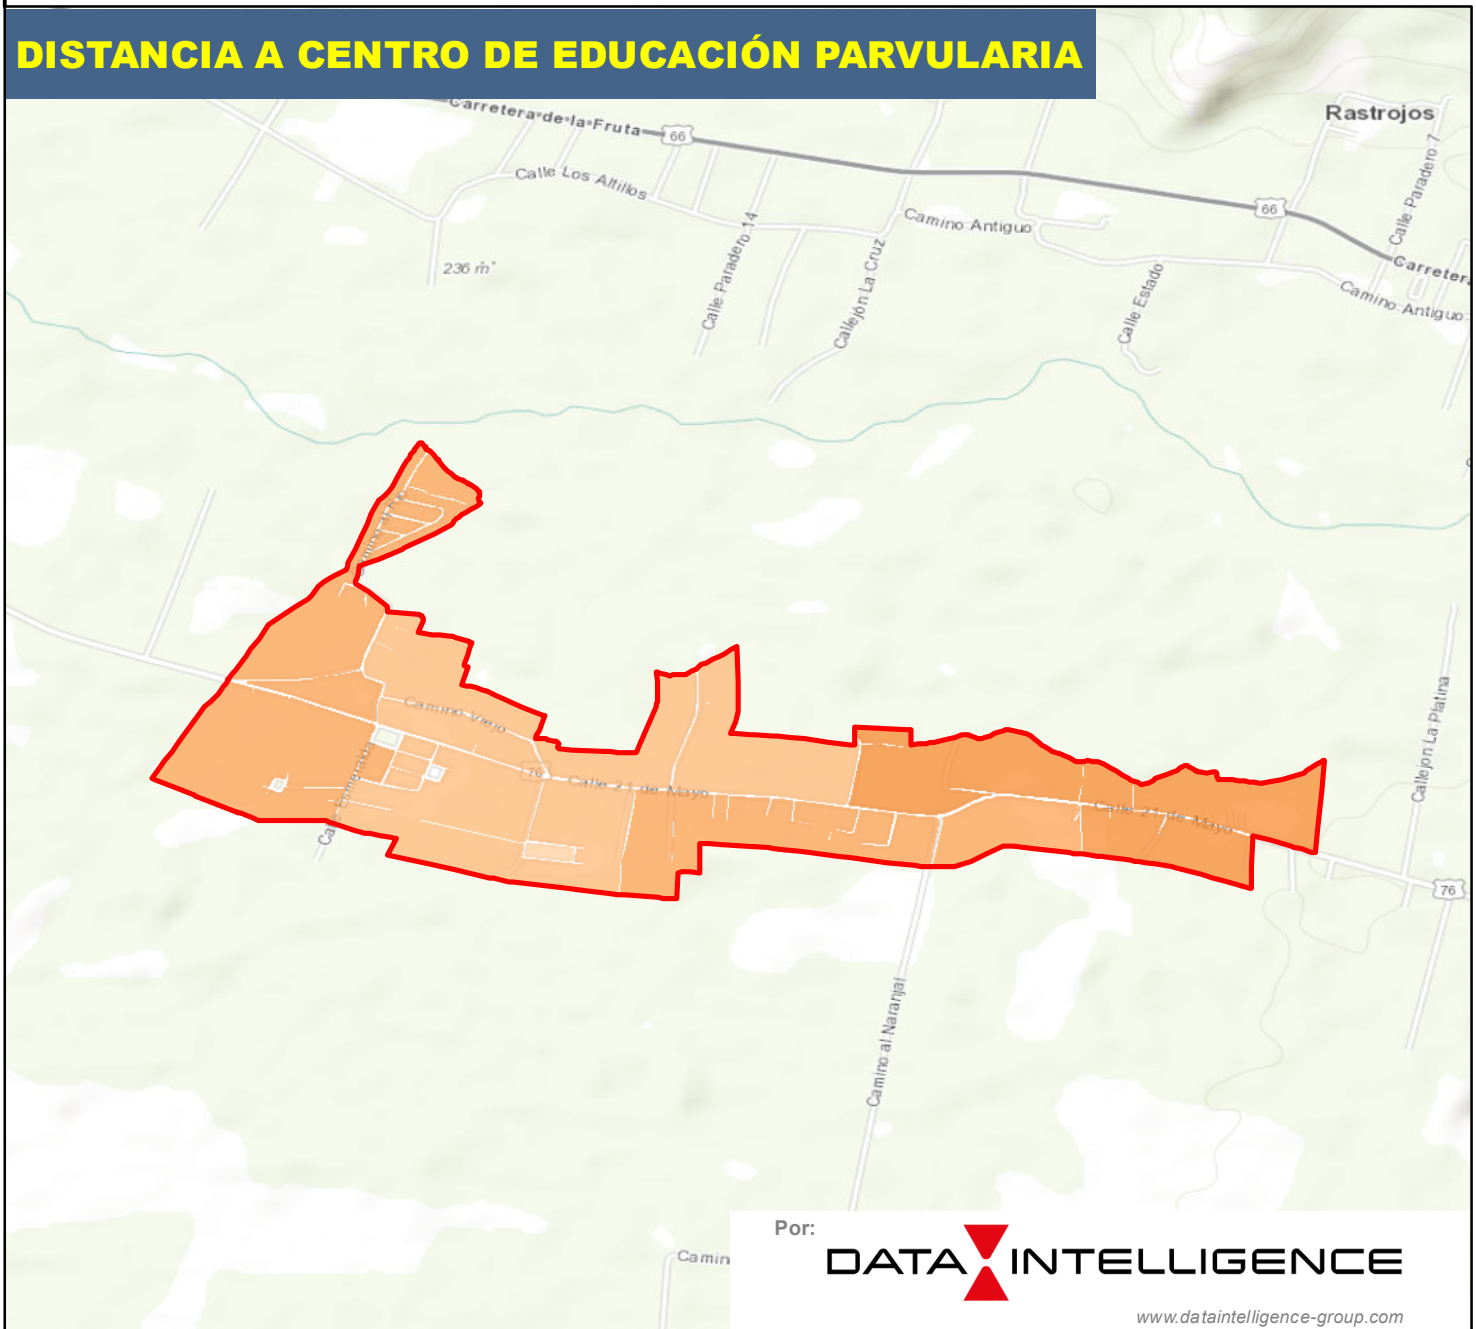 DISTANCIA A CENTRO DE EDUCACIÓN PARVULARIA
Carretera-de-la-Fruta
66
Rastrojos
Calle Paradero 7
Calle Los Altillos
Calle Paradero 14
Camino Antiguo
66
Callejón La Cruz
Calle Estado
Carretera
Camino Antiguo
236 m
Camino Viejo
Calle Esmeralda
76
Calle 21 de Mayo
Calle 21 de Mayo
Callejon La Platina
76
Camino al Naranjal
Camin
Por:
DATA INTELLIGENCE
www.dataintelligence-group.com